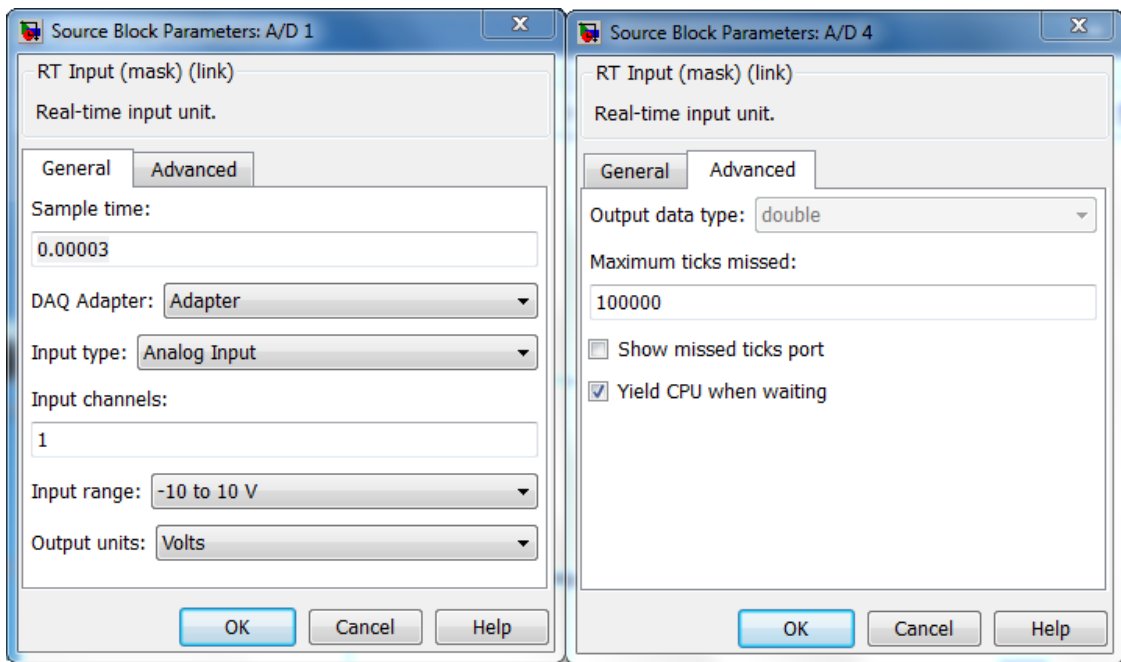 Source Block Parameters: A/D 1
X
RT Input (mask) (link)
Real-time input unit.
General
Advanced
Sample time:
0.00003
DAQ Adapter: Adapter
Input type: Analog Input
Input channels:
1
Input range: -10 to 10 V
Output units: Volts
OK
Cancel
Help
Source Block Parameters: A/D 4
X
RT Input (mask) (link)
Real-time input unit.
General
Advanced
Output data type: double
Maximum ticks missed:
100000
Show missed ticks port
Yield CPU when waiting
OK
Cancel
Help